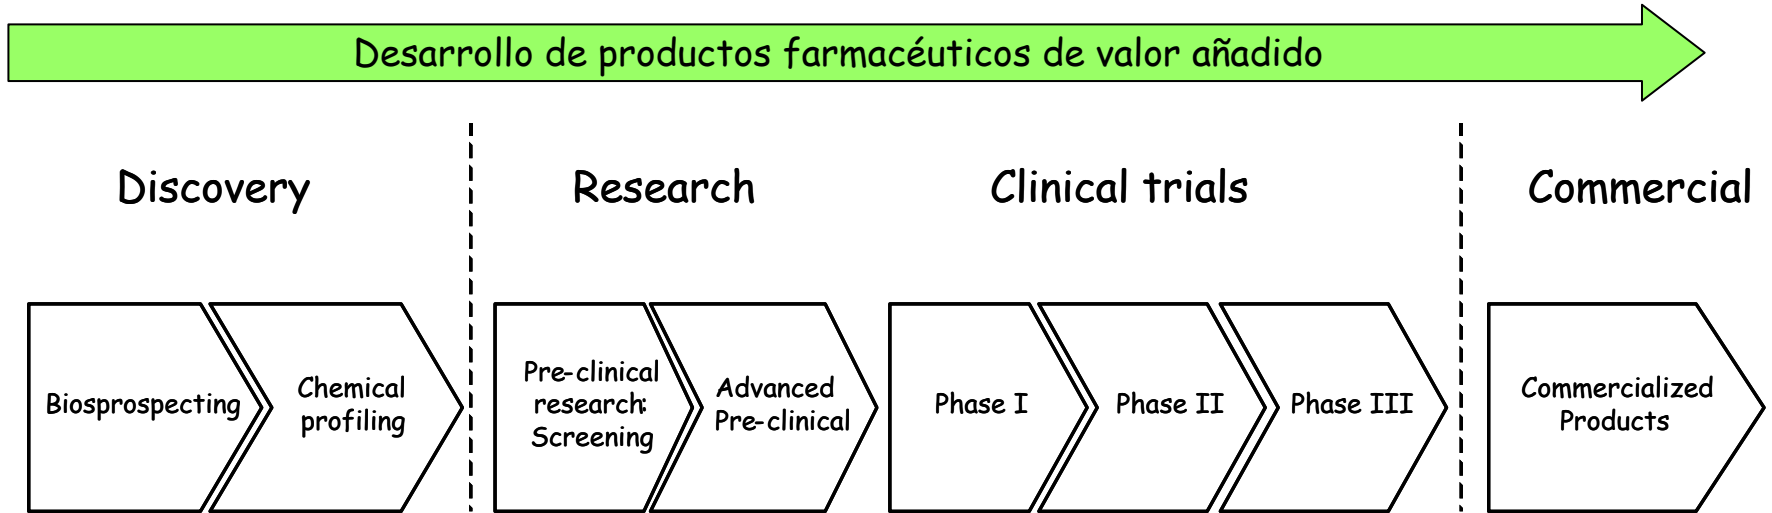 Desarrollo de productos farmacéuticos de valor añadido
Discovery
Research
Clinical trials
Commercial
Biosprospecting
Chemical
profiling
Pre-clinical
research:
Screening
Advanced
Pre-clinical
Phase I
Phase II
Phase III
Commercialized
Products